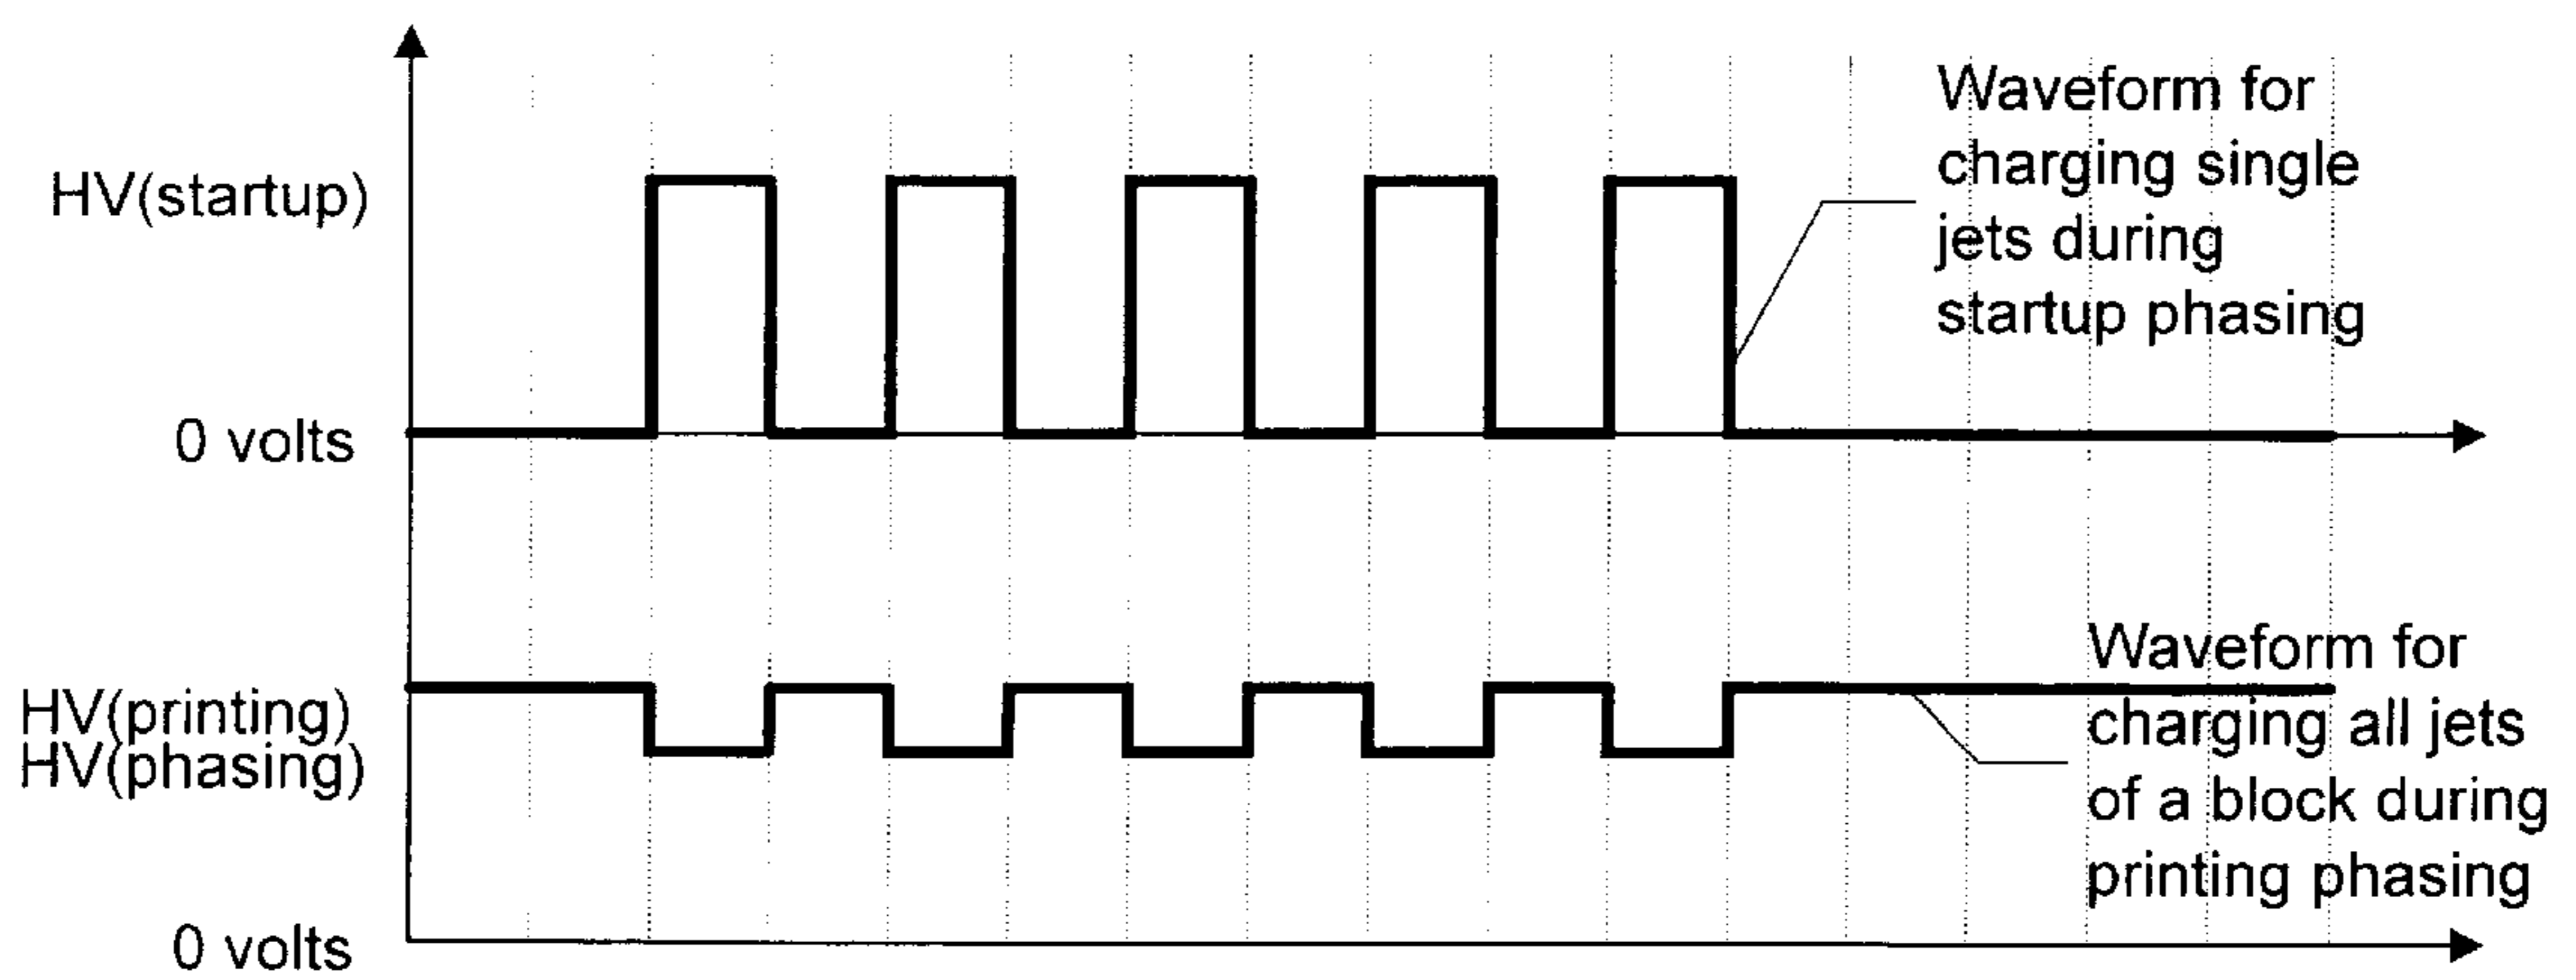 HV(startup)
0 volts
Waveform for
charging single
jets during
startup phasing
HV(printing)
HV(phasing)
0 volts
Waveform for
charging all jets
of a block during
printing phasing